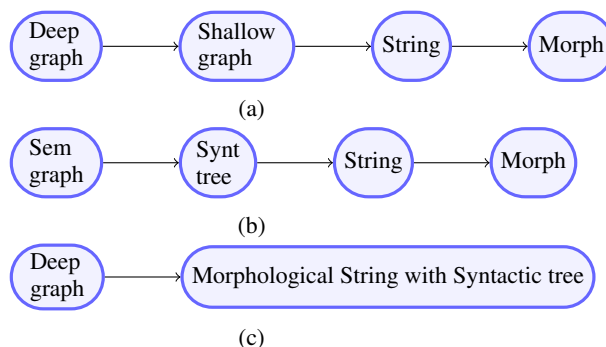 Deep graph Shallow graph String Morph
(a)
Sem graph Synt tree String Morph
(b)
Deep graph Morphological String with Syntactic tree
(c)